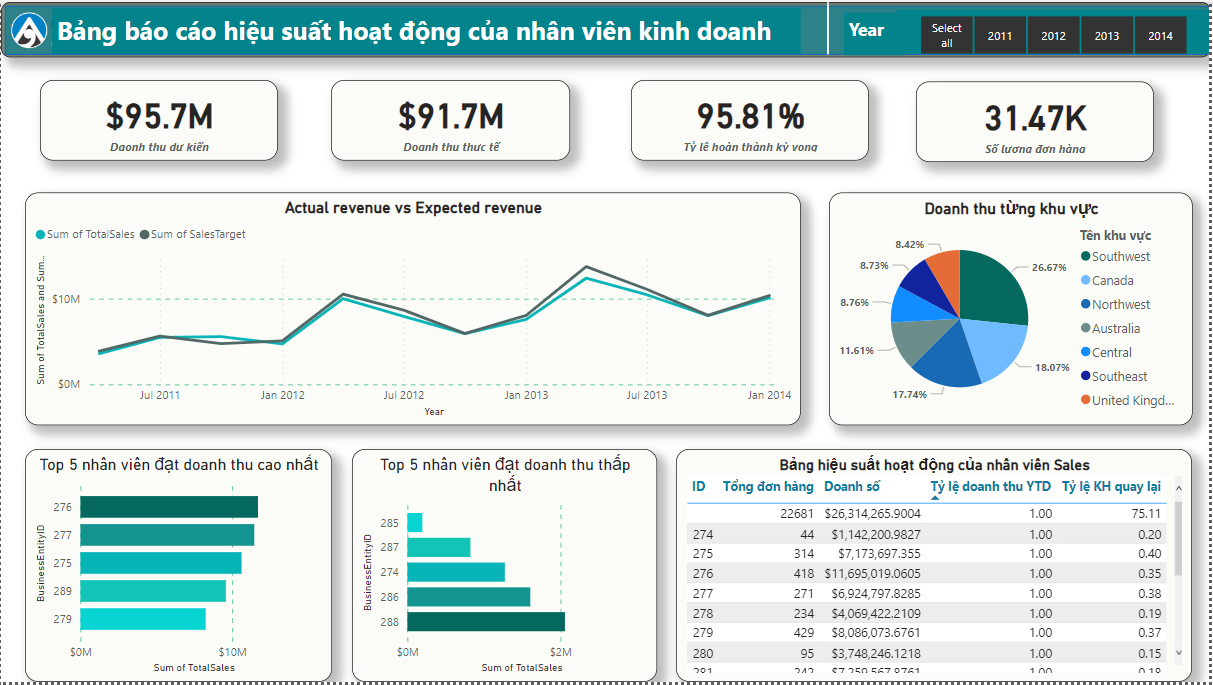 Bảng báo cáo hiệu suất hoạt động của nhân viên kinh doanh
Year
Select all
2011
2012
2013
2014
$95.7M
Daonh thu dự kiến
$91.7M
Doanh thu thực tế
95.81%
Tỷ lệ hoàn thành kỳ vọng
31.47K
Số lượng đơn hàng
Actual revenue vs Expected revenue
Sum of TotalSales
Sum of SalesTarget
Sum of TotalSales and Sum...
$10M
$0M
Jul 2011
Jan 2012
Jul 2012
Jan 2013
Jul 2013
Jan 2014
Year
Doanh thu từng khu vực
8.42%
8.73%
8.76%
11.61%
17.74%
18.07%
26.67%
Tên khu vực
Southwest
Canada
Northwest
Australia
Central
Southeast
United Kingd...
Top 5 nhân viên đạt doanh thu cao nhất
BusinessEntityID
276
277
275
289
279
$0M
$10M
Sum of TotalSales
Top 5 nhân viên đạt doanh thu thấp
nhất
BusinessEntityID
285
287
274
286
288
$0M
$2M
Sum of TotalSales
Bảng hiệu suất hoạt động của nhân viên Sales
ID Tổng đơn hàng Doanh số Tỷ lệ doanh thu YTD Tỷ lệ KH quay lại
22681 $26,314,265.9004 1.00 75.11
274 44 $1,142,200.9827 1.00 0.20
275 314 $7,173,697.355 1.00 0.40
276 418 $11,695,019.0605 1.00 0.35
277 271 $6,924,797.8285 1.00 0.38
278 234 $4,069,422.2109 1.00 0.19
279 429 $8,086,073.6761 1.00 0.37
280 95 $3,748,246.1218 1.00 0.15
281 242 $7,259,567.8761 1.00 0.18